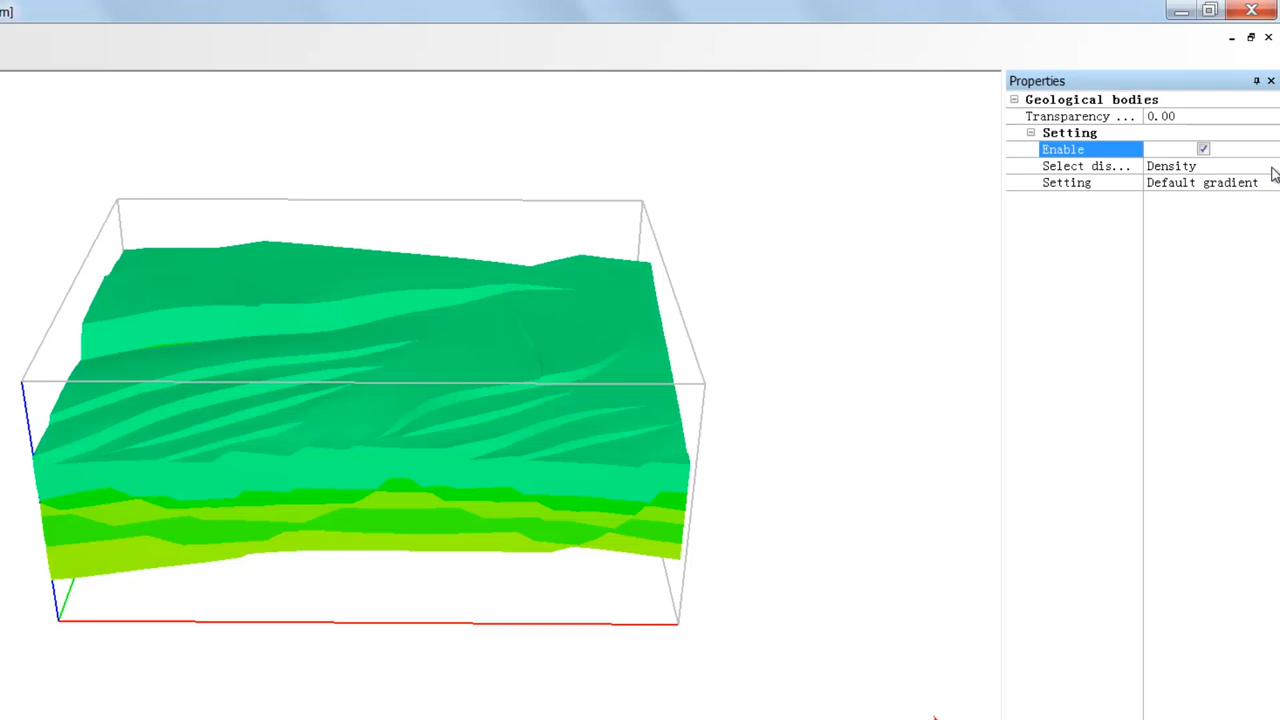 m]
Properties
Geological bodies
Transparency ... 0.00
Setting
Enable
Select dis... Density
Setting Default gradient